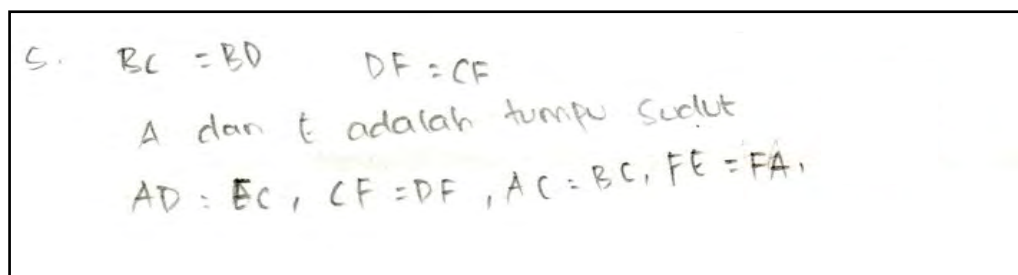 5. BC = BD DF = CF
A dan E adalah tumpu sudut
AD = EC, CF = DF, AC = BC, FE = FA,